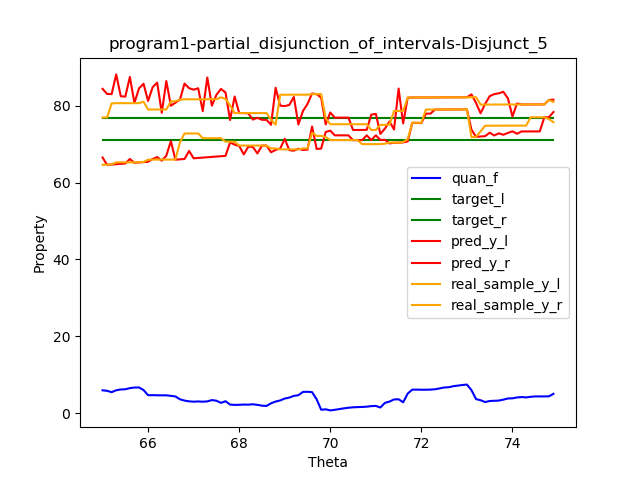 program1-partial_disjunction_of_intervals-Disjunct_5
80
60
40
20
0
Property
quan_f
target_l
target_r
pred_y_l
pred_y_r
real_sample_y_l
real_sample_y_r
66 68 70 72 74
Theta